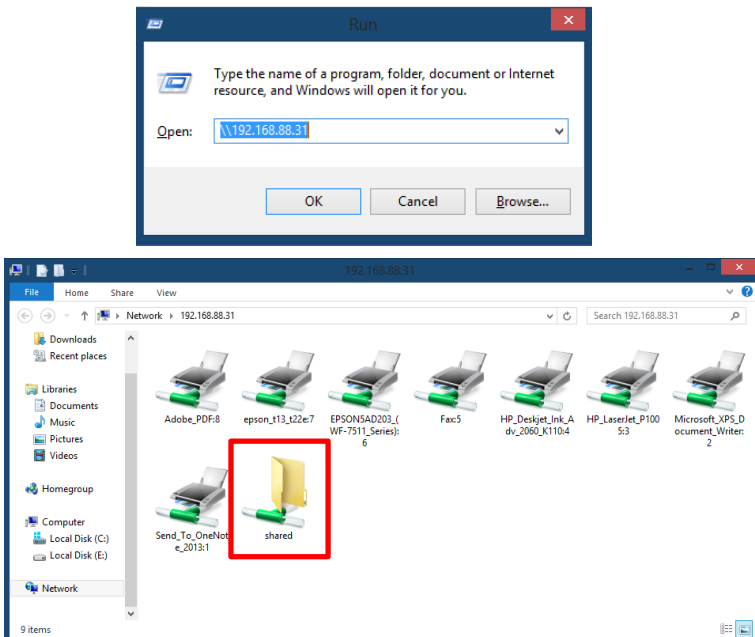 Run
Type the name of a program, folder, document or Internet
resource, and Windows will open it for you.
Open: \\192.168.88.31
OK Cancel Browse...
192.168.88.31
File Home Share View
Network 192.168.88.31 Search 192.168.88.31
Downloads
Recent places
Libraries
Documents
Music
Pictures
Videos
Homegroup
Computer
Local Disk (C:)
Local Disk (E:)
Network
Adobe_PDF:8 epson_t13_t22e:7 EPSON5AD203_( Fax:5 HP_Deskjet_Ink_A HP_LaserJet_P100 Microsoft_XPS_D
WF-7511_Series): dv_2060_K110:4 5:3 ocument_Writer:
6 2
Send_To_OneNot shared
e_2013:1
9 items